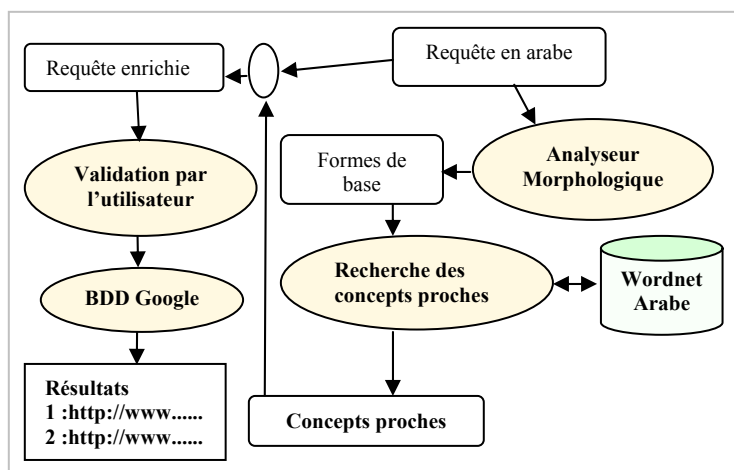 Requête enrichie
Requête en arabe
Formes de
base
Analyseur
Morphologique
Validation par
l'utilisateur
Recherche des
concepts proches
Wordnet
Arabe
BDD Google
Résultats
1 :http://www......
2 :http://www......
Concepts proches